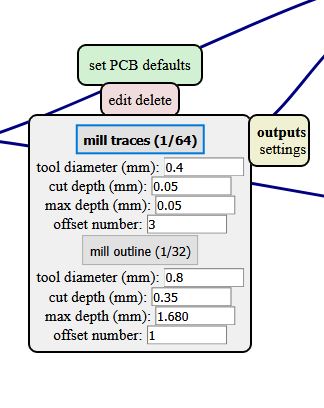 set PCB defaults
edit delete
mill traces (1/64)
outputs
settings
tool diameter (mm): 0.4
cut depth (mm): 0.05
max depth (mm): 0.05
offset number: 3
mill outline (1/32)
tool diameter (mm): 0.8
cut depth (mm): 0.35
max depth (mm): 1.680
offset number: 1